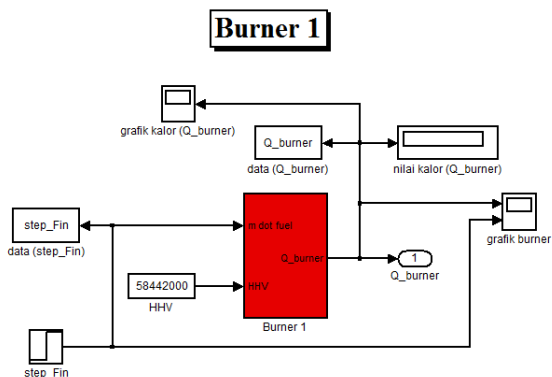 Burner 1
grafik kalor (Q_burner)
Q_burner
data (Q_burner)
nilai kalor (Q_burner)
step_Fin
data (step_Fin)
m dot fuel
Q_burner
HHV
58442000
HHV
Burner 1
1
Q_burner
grafik burner
step_Fin